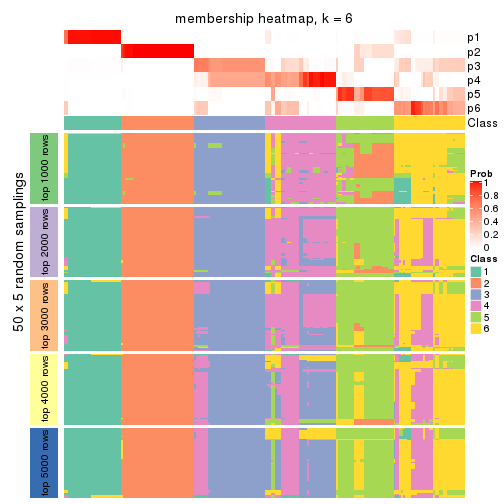 membership heatmap, k = 6
p1
p2
p3
p4
p5
p6
Class
50 x 5 random samplings
top 1000 rows
top 2000 rows
top 3000 rows
top 4000 rows
top 5000 rows
Prob
1
0.8
0.6
0.4
0.2
0
Class
1
2
3
4
5
6